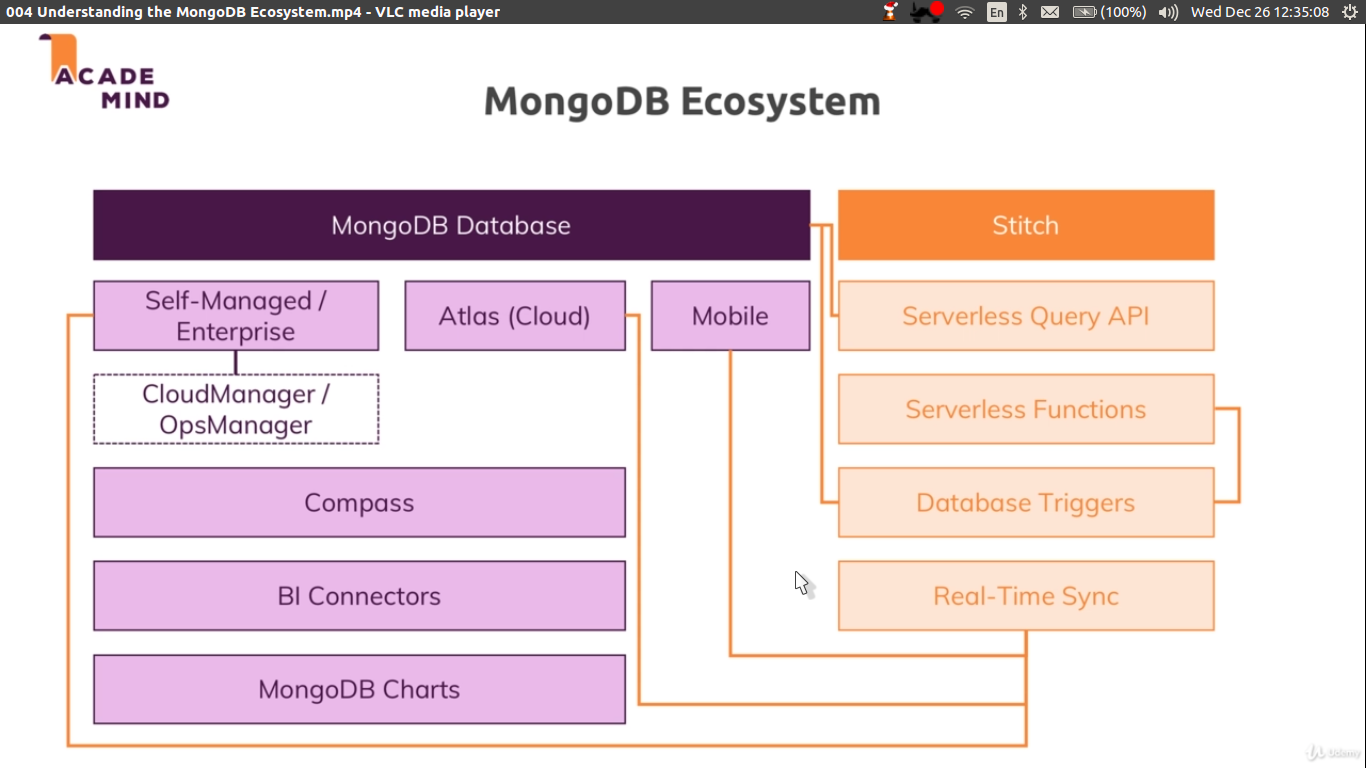 004 Understanding the MongoDB Ecosystem.mp4 - VLC media player
En
(100%)
Wed Dec 26 12:35:08
ACADE
MIND
MongoDB Ecosystem
MongoDB Database
Stitch
Self-Managed /
Enterprise
Atlas (Cloud)
Mobile
Serverless Query API
CloudManager /
OpsManager
Serverless Functions
Compass
Database Triggers
BI Connectors
Real-Time Sync
MongoDB Charts
Udemy